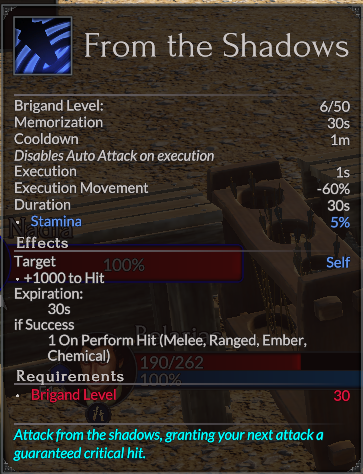 From the Shadows
Brigand Level: 6/50
Memorization 30s
Cooldown 1m
Disables Auto Attack on execution
Execution 1s
Execution Movement -60%
Duration 30s
• Stamina 5%
Effects
Target Self
100%
• +1000 to Hit
Expiration:
30s
if Success
1 On Perform Hit (Melee, Ranged, Ember,
Chemical)
190/262
100%
Requirements
• Brigand Level 30
Attack from the shadows, granting your next attack a
guaranteed critical hit.